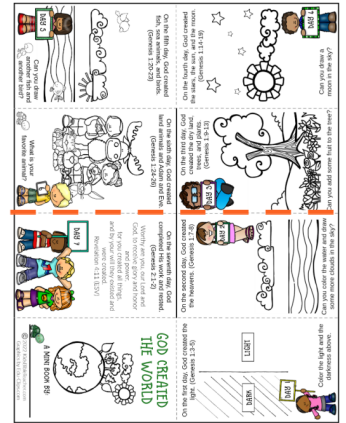 GOD CREATED
THE WORLD
A MINI BOOK BY:
On the first day, God created the
light. (Genesis 1:3-5)
LIGHT
DARK
DAY 1
Color the light and the
darkness above.
On the second day, God created
the heavens. (Genesis 1:7-8)
DAY 2
Can you color the water and draw
some more clouds in the sky?
On the third day, God
created the dry land,
trees, and plants.
(Genesis 1:9-13)
DAY 3
Can you add some fruit to the tree?
On the fourth day, God created
the stars, the sun, and the moon.
(Genesis 1:14-19)
DAY 4
Can you draw a
moon in the sky?
On the fifth day, God created
fish, sea animals, and birds.
(Genesis 1:20-23)
DAY 5
Can you draw
another fish and
another bird?
On the sixth day, God created
land animals and Adam and Eve.
(Genesis 1:24-26)
What is your
favorite animal?
On the seventh day, God
completed His work and rested.
(Genesis 2:1-2)
Worthy are you, our Lord and
God, to receive glory and honor
and power,
for you created all things,
and by your will they existed and
were created.
Revelation 4:11 (ESV)
DAY 7